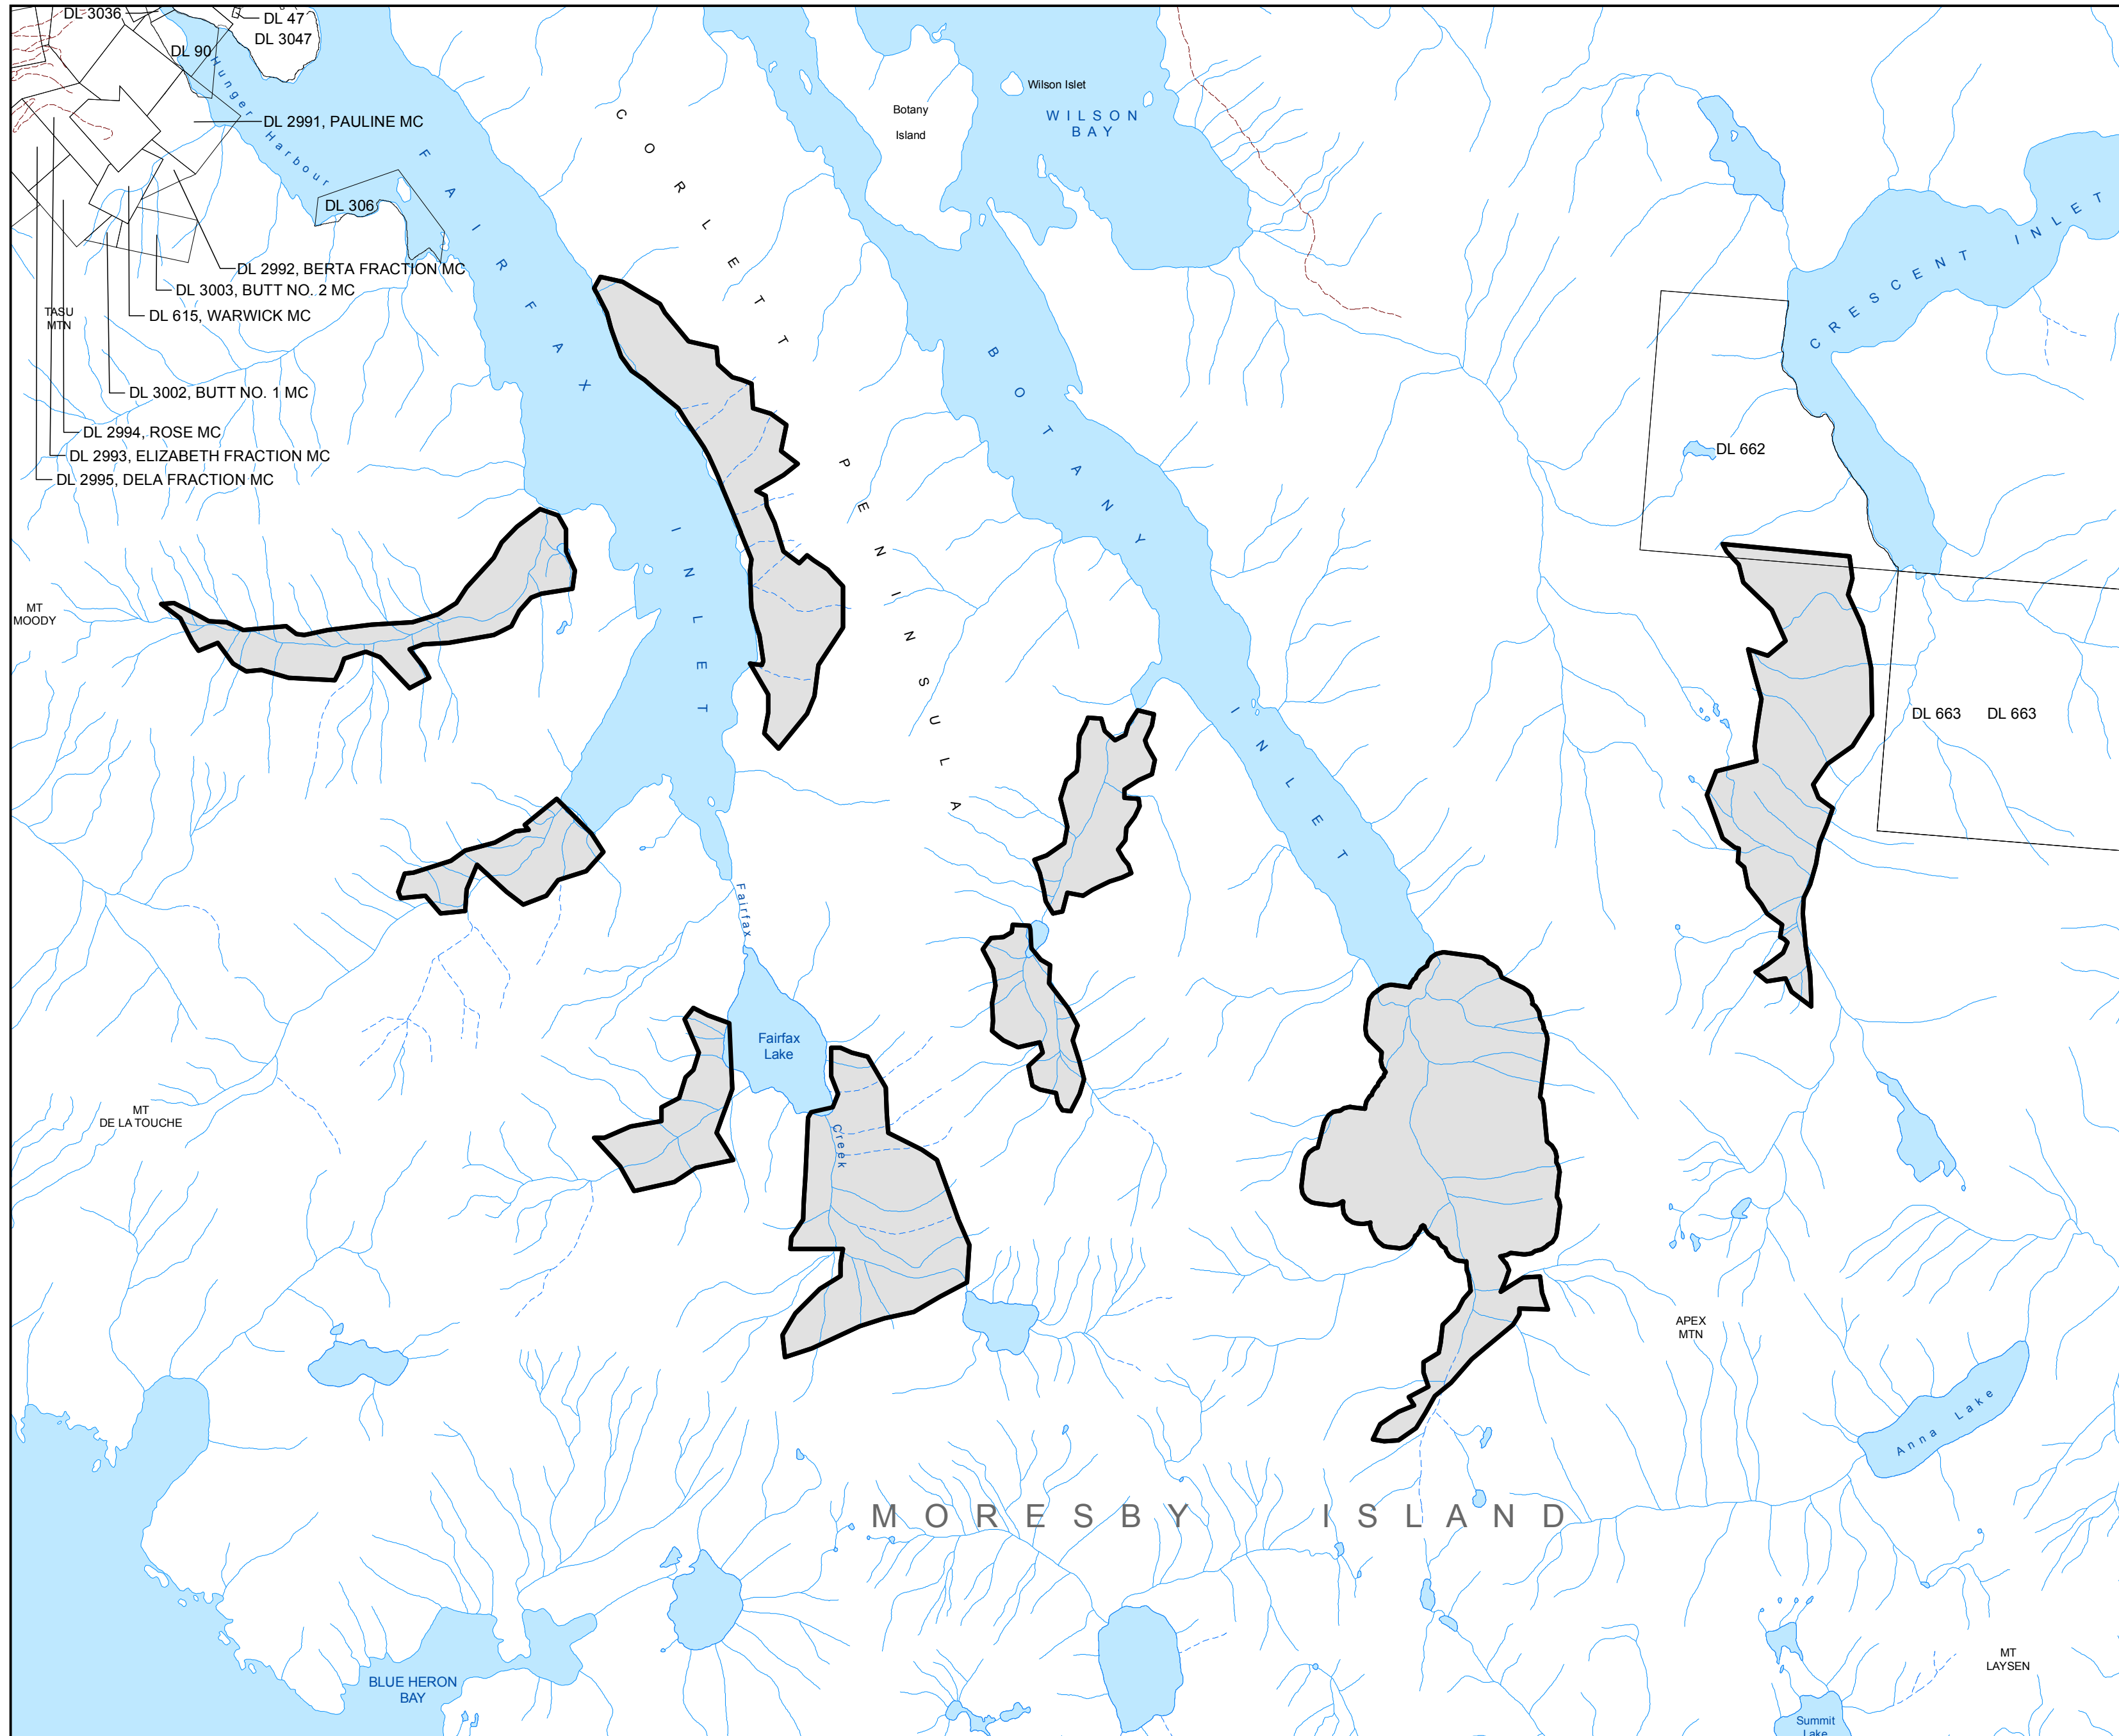 DL 3036
DL 47
DL 3047
DL 90
Hunger Harbour
DL 2991, PAULINE MC
DL 306
DL 2992, BERTA FRACTION MC
DL 3003, BUTT NO. 2 MC
DL 615, WARWICK MC
TASU
MTN
DL 3002, BUTT NO. 1 MC
DL 2994, ROSE MC
DL 2993, ELIZABETH FRACTION MC
DL 2995, DELA FRACTION MC
FAIRFAX INLET
CORLETT PENINSULA
Botany
Island
Wilson Islet
WILSON
BAY
BOTANY INLET
CRESCENT INLET
DL 662
DL 663
DL 663
MT
MOODY
Fairfax
Fairfax
Lake
Creek
MT
DE LA TOUCHE
APEX
MTN
Anna Lake
MORESBY ISLAND
BLUE HERON
BAY
MT
LAYSEN
Summit
Lake